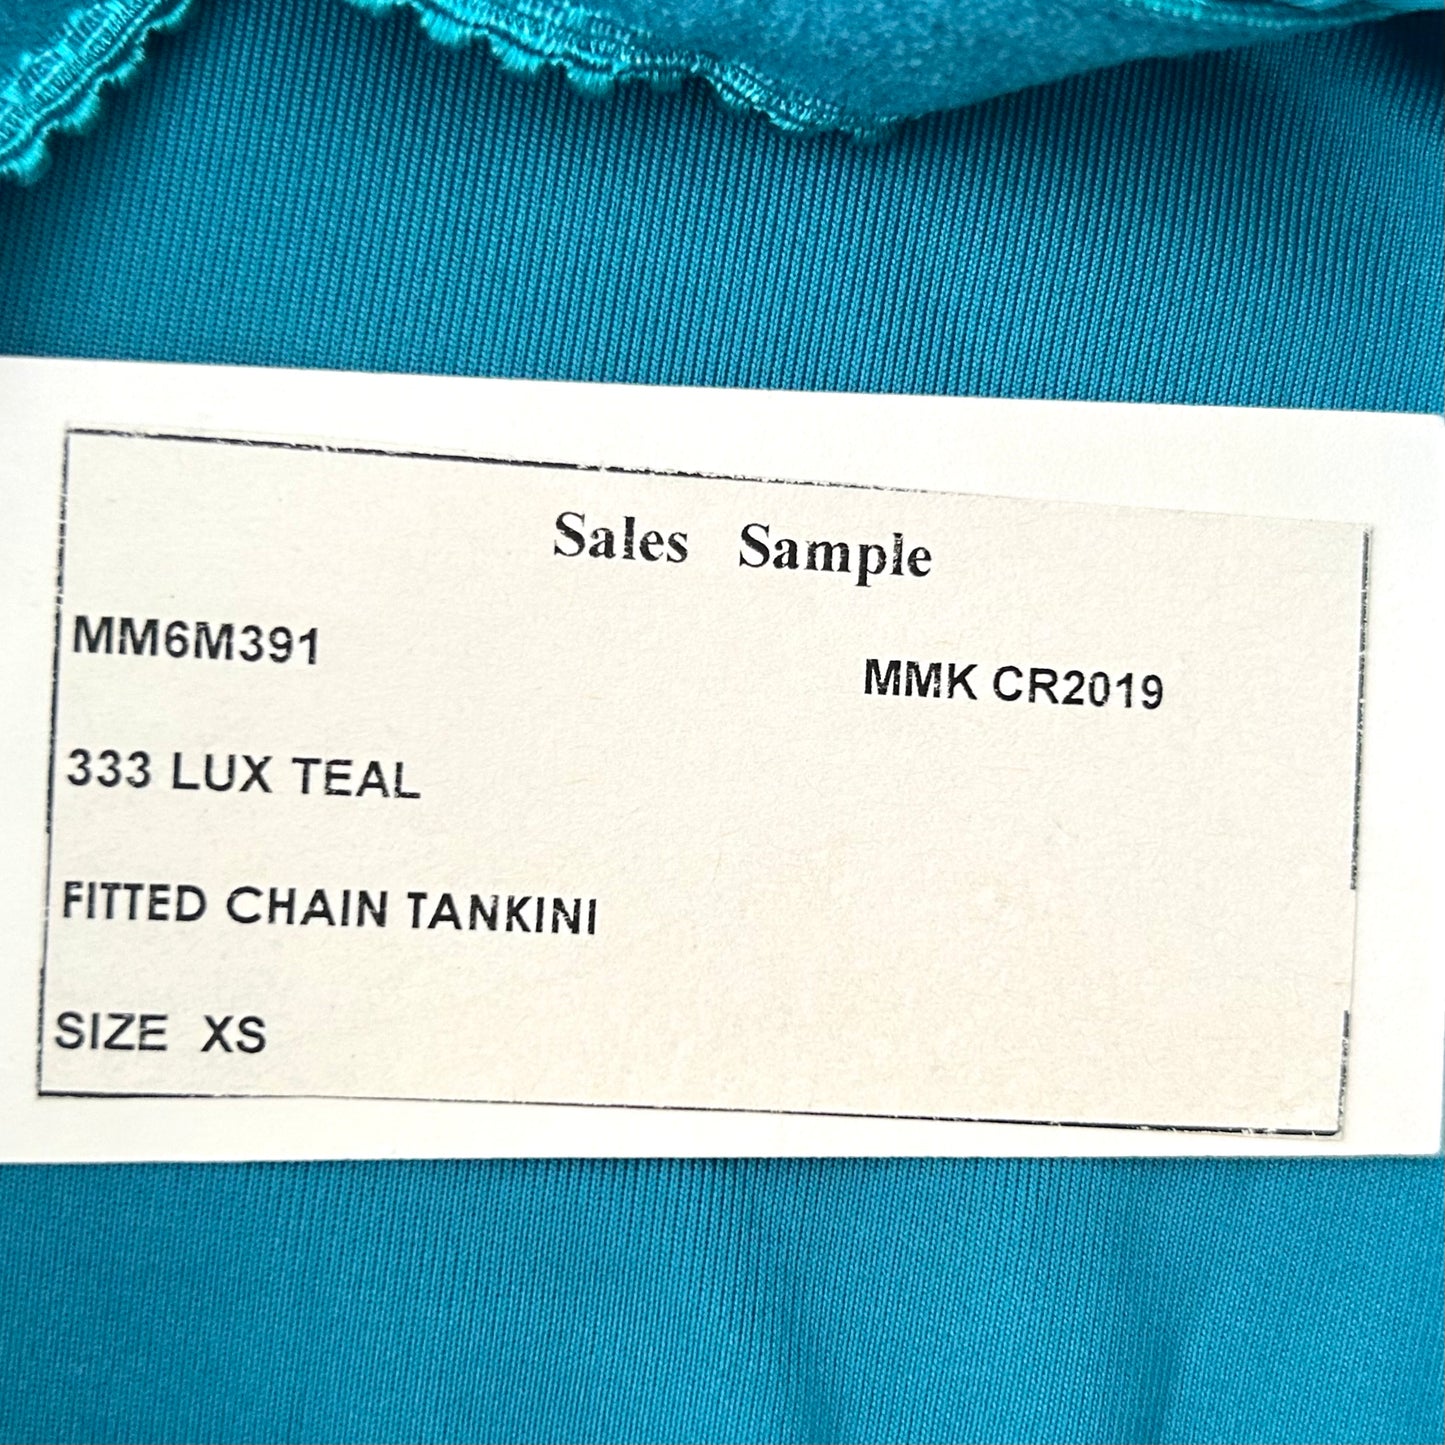 Sales Sample
MM6M391
MMK CR2019
333 LUX TEAL
FITTED CHAIN TANKINI
SIZE XS